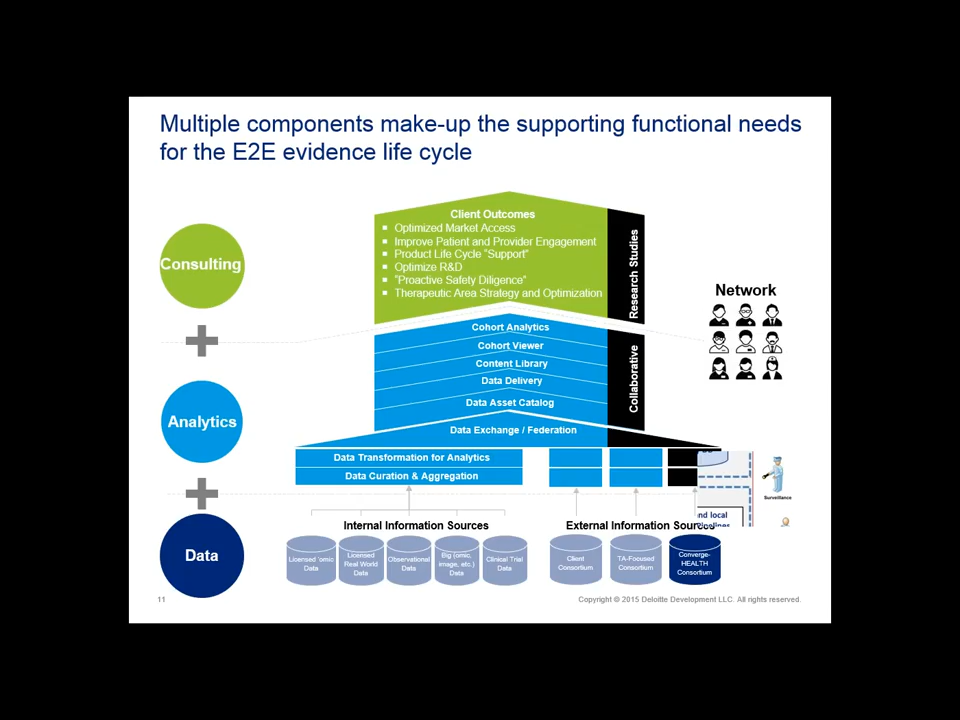 Multiple components make-up the supporting functional needs
for the E2E evidence life cycle
Consulting
Client Outcomes
Optimized Market Access
Improve Patient and Provider Engagement
Product Life Cycle "Support"
Optimize R&D
"Proactive Safety Diligence"
Therapeutic Area Strategy and Optimization
Research Studies
Network
Analytics
Cohort Analytics
Cohort Viewer
Content Library
Data Delivery
Data Asset Catalog
Data Exchange / Federation
Collaborative
Data Transformation for Analytics
Data Curation & Aggregation
Surveillance
nd local
Internal Information Sources
External Information Sources
Data
Licensed 'omic
Data
Licensed
Real World
Data
Observational
Data
Big (omic,
image, etc.)
Data
Clinical Trial
Data
Client
Consortium
TA-Focused
Consortium
Converge-
HEALTH
Consortium
11
Copyright © 2015 Deloitte Development LLC. All rights reserved.